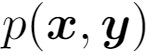 p(x, y)